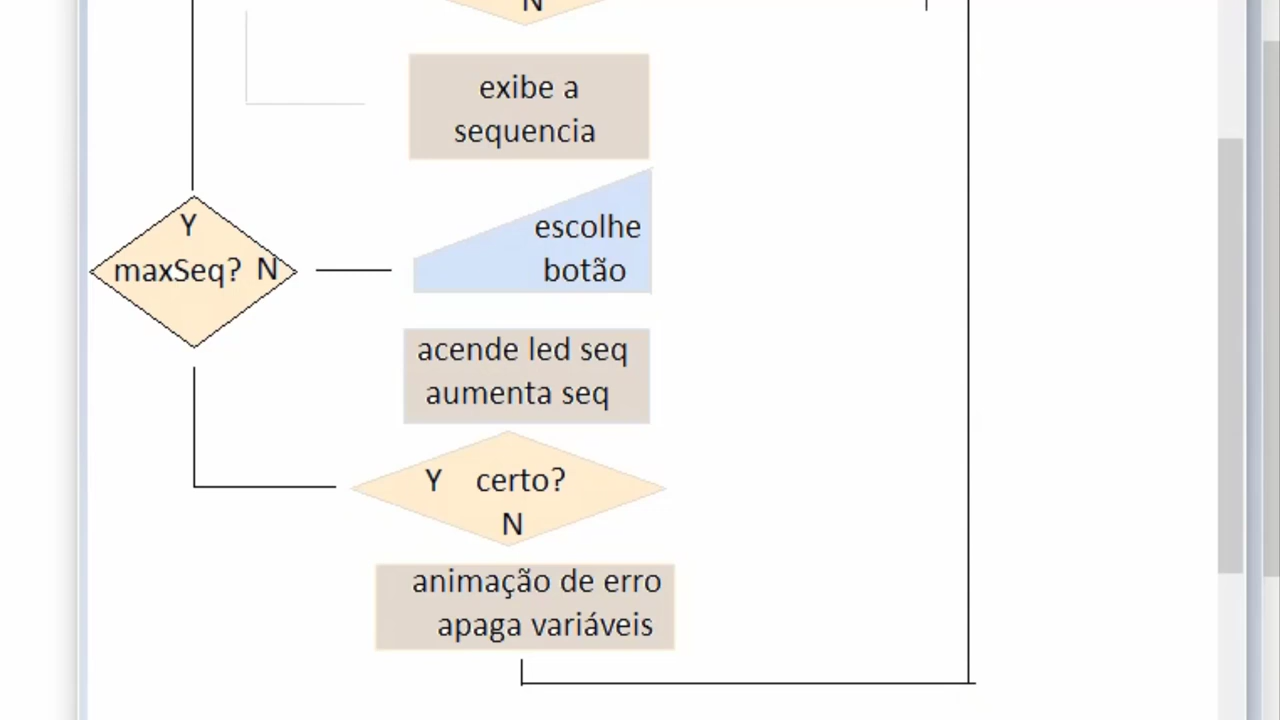 N
exibe a
sequencia
escolhe
botão
Y
maxSeq? N
acende led seq
aumenta seq
Y certo?
N
animação de erro
apaga variáveis